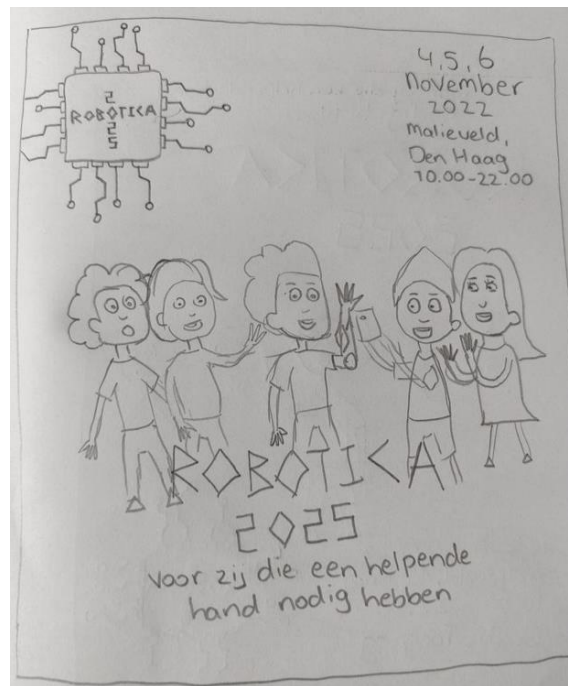 2
ROBOTICA
2
5
4, 5, 6
november
2022
malieveld,
Den Haag
10.00-22.00
ROBOTICA
2025
voor zij die een helpende
hand nodig hebben